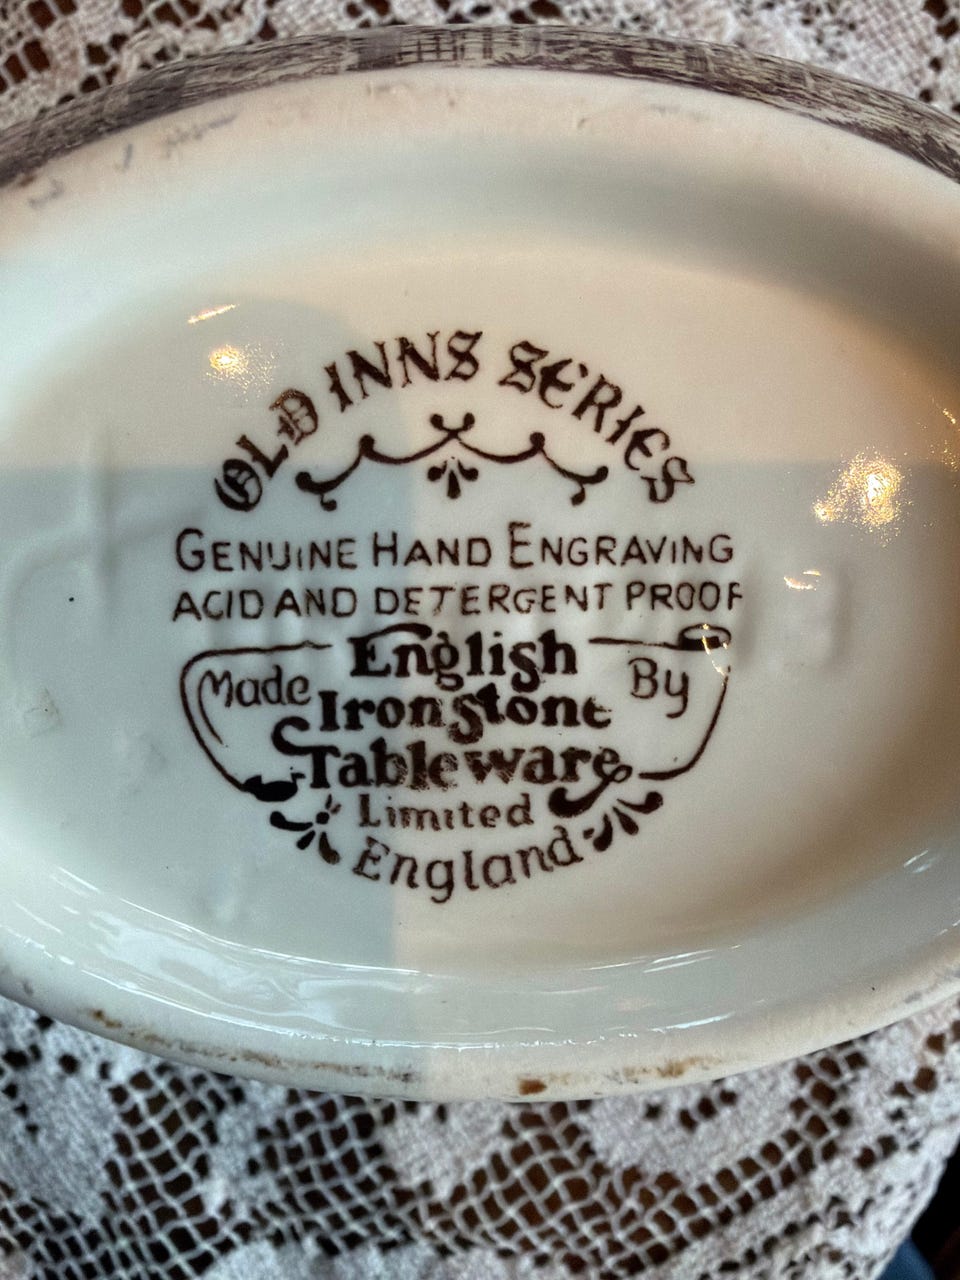 OLD INNS SERIES
GENUINE HAND ENGRAVING
ACID AND DETERGENT PROOF
Made English By
Ironstone
Tableware
Limited
England